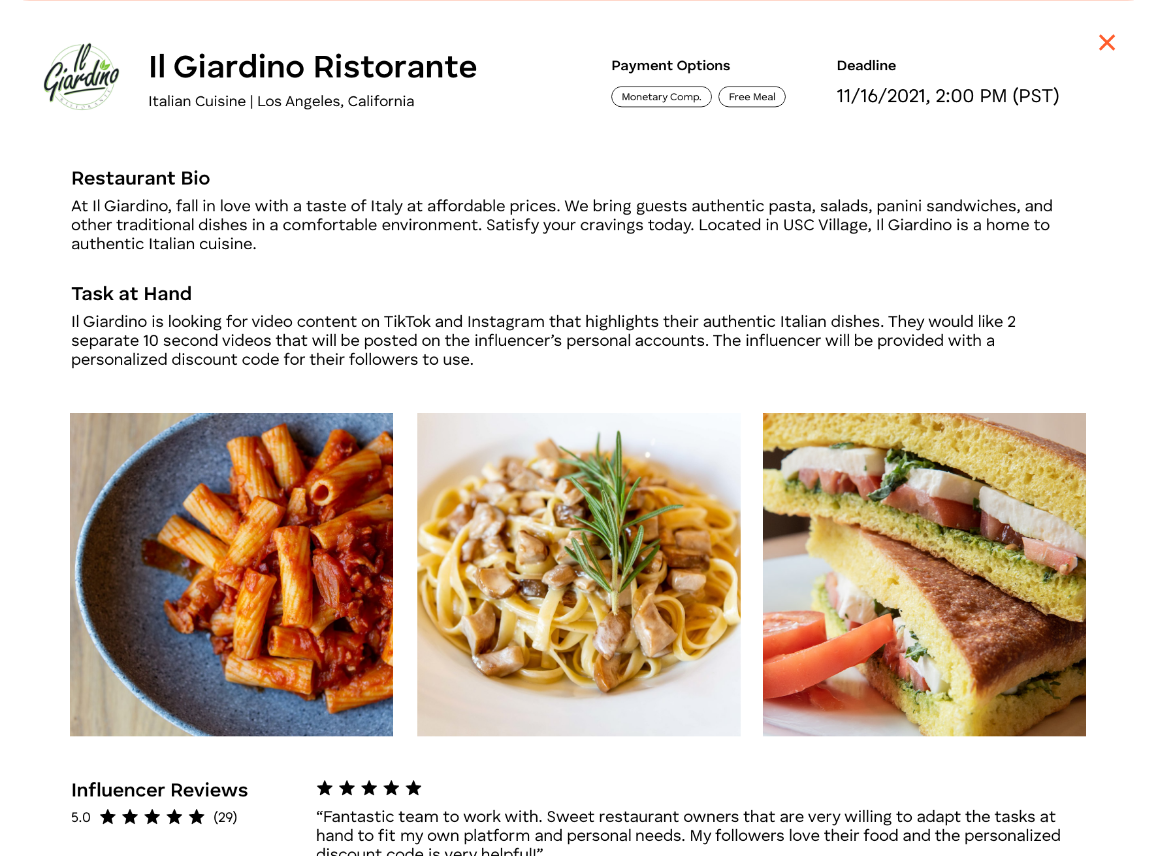 Il
Giardino
RISTORANTE
Il Giardino Ristorante
Italian Cuisine | Los Angeles, California
Payment Options
Monetary Comp.
Free Meal
Deadline
11/16/2021, 2:00 PM (PST)
Restaurant Bio
At Il Giardino, fall in love with a taste of Italy at affordable prices. We bring guests authentic pasta, salads, panini sandwiches, and
other traditional dishes in a comfortable environment. Satisfy your cravings today. Located in USC Village, Il Giardino is a home to
authentic Italian cuisine.
Task at Hand
Il Giardino is looking for video content on TikTok and Instagram that highlights their authentic Italian dishes. They would like 2
separate 10 second videos that will be posted on the influencer’s personal accounts. The influencer will be provided with a
personalized discount code for their followers to use.
Influencer Reviews
5.0 ★ ★ ★ ★ ★ (29)
★ ★ ★ ★ ★
“Fantastic team to work with. Sweet restaurant owners that are very willing to adapt the tasks at
hand to fit my own platform and personal needs. My followers love their food and the personalized
discount code is very helpful!”